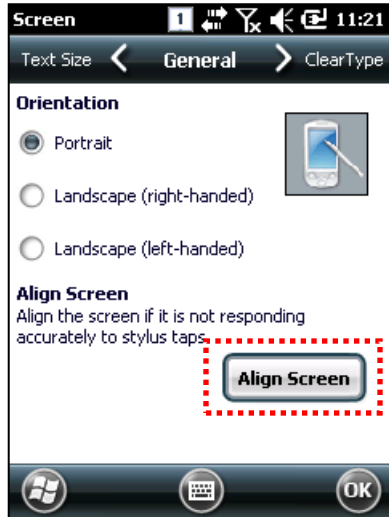 Screen 1 11:21
Text Size General ClearType
Orientation
Portrait
Landscape (right-handed)
Landscape (left-handed)
Align Screen
Align the screen if it is not responding
accurately to stylus taps.
Align Screen
OK